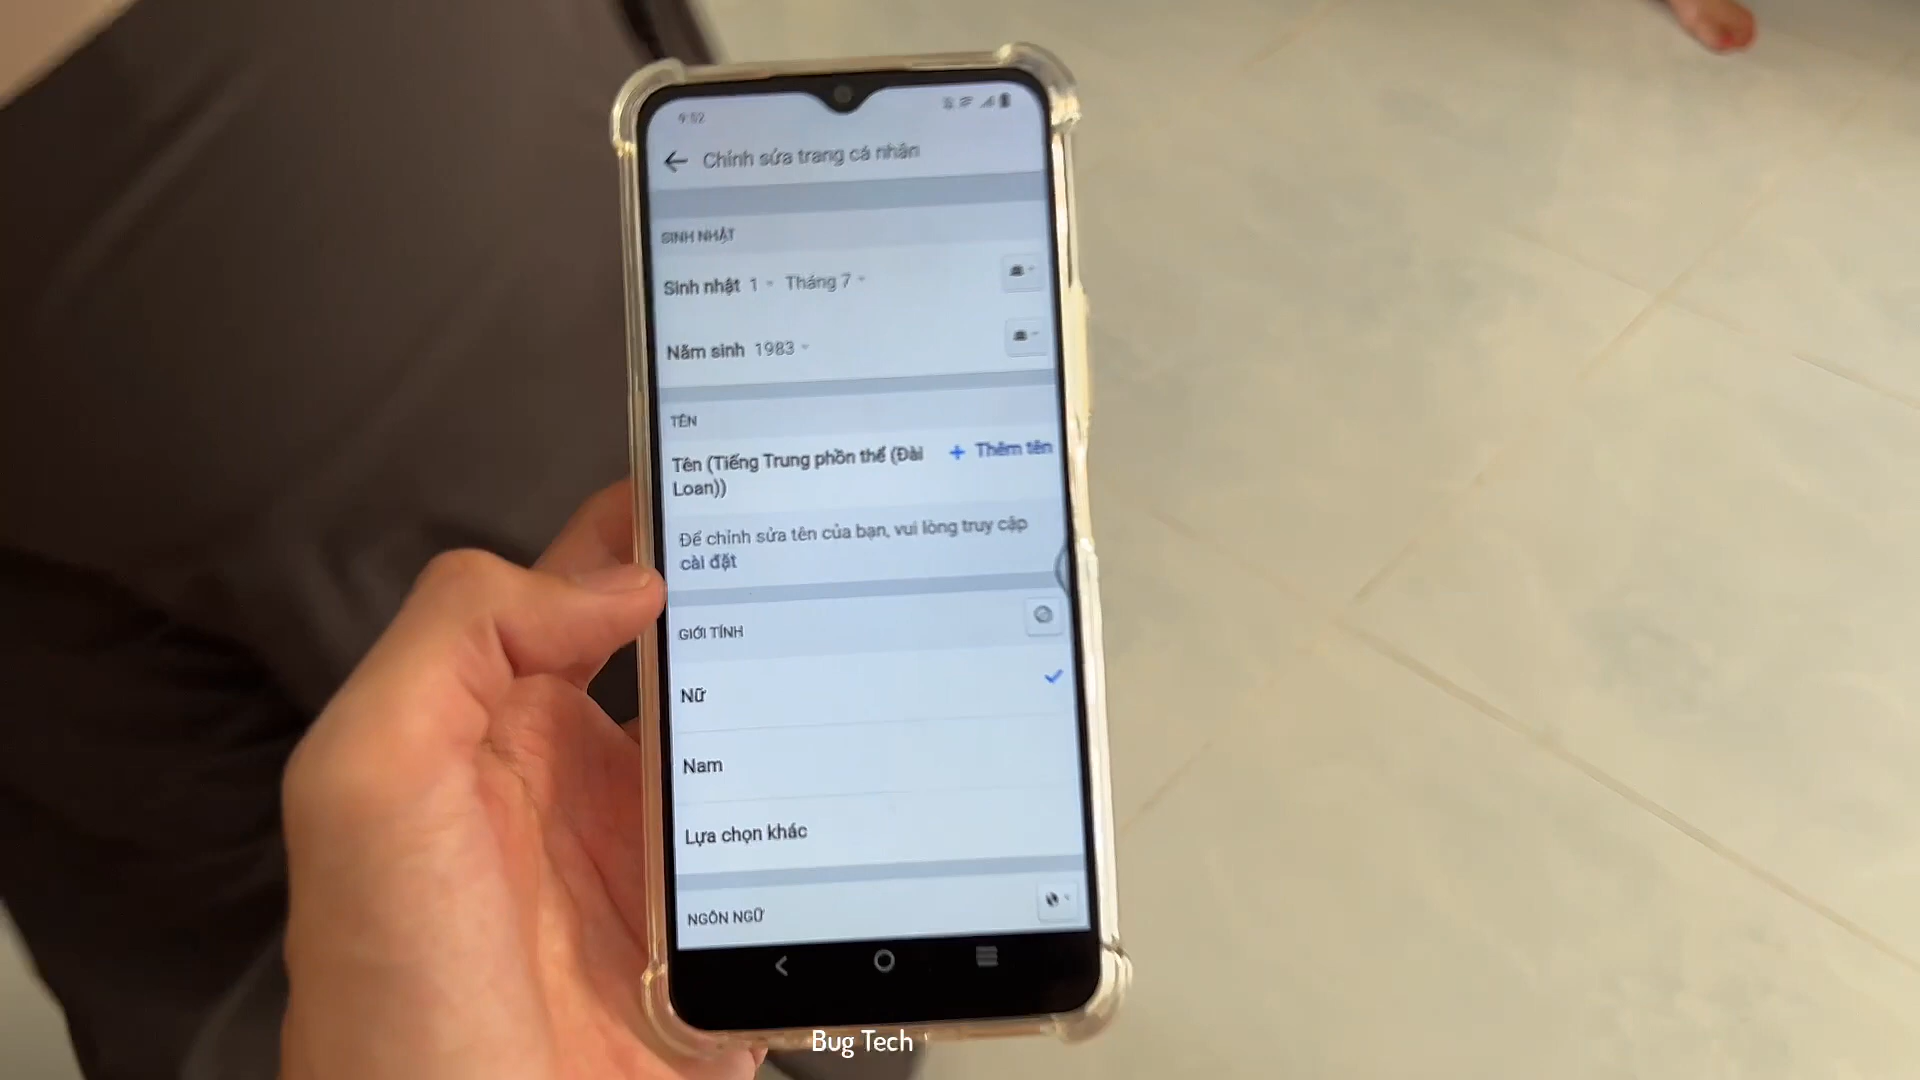 9:52
Chỉnh sửa trang cá nhân
SINH NHẬT
Sinh nhật 1 Tháng 7
Năm sinh 1983
TÊN
Tên (Tiếng Trung phồn thể (Đài
Loan))
+ Thêm tên
Để chỉnh sửa tên của bạn, vui lòng truy cập
cài đặt
GIỚI TÍNH
Nữ
Nam
Lựa chọn khác
NGÔN NGỮ
Bug Tech